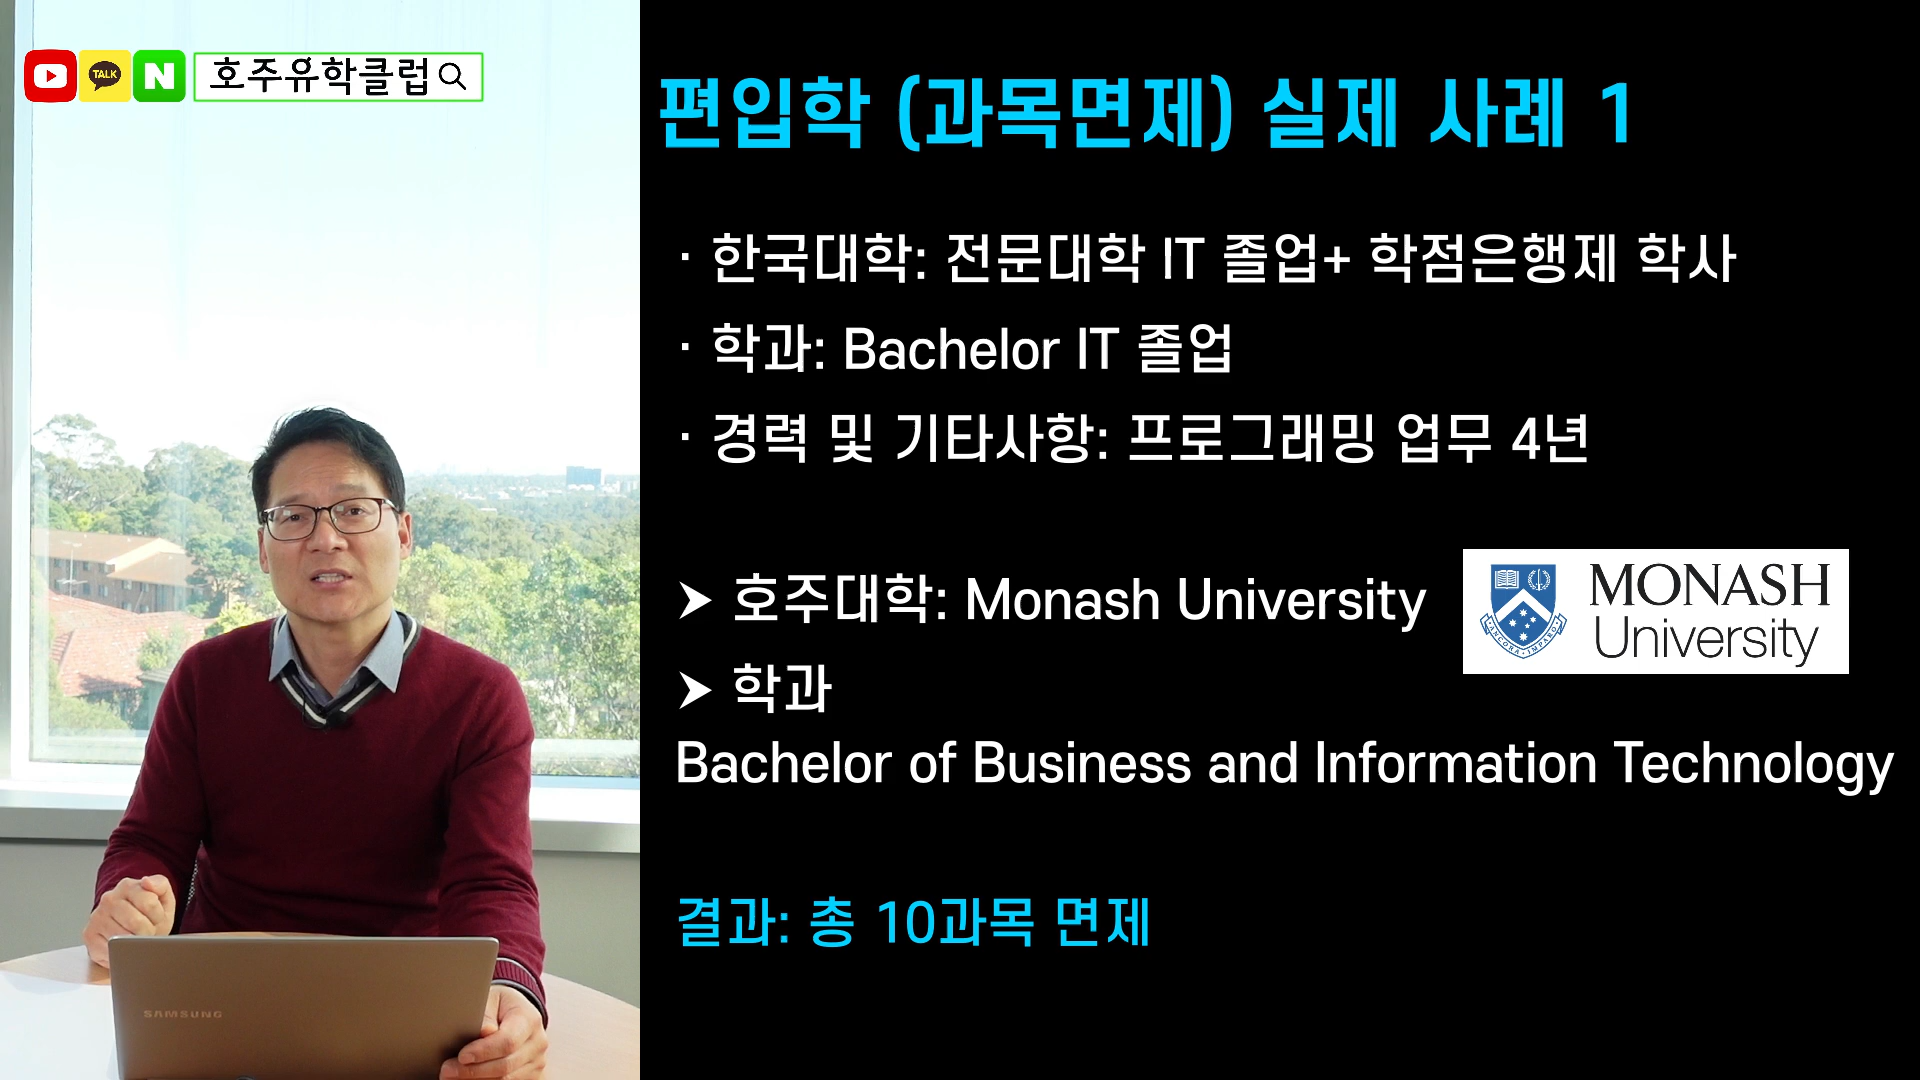 TALK
N
호주유학클럽
편입학 (과목면제) 실제 사례 1
· 한국대학: 전문대학 IT 졸업+ 학점은행제 학사
· 학과: Bachelor IT 졸업
· 경력 및 기타사항: 프로그래밍 업무 4년
➤ 호주대학: Monash University
MONASH
University
ANCORA IMPARO
➤ 학과
Bachelor of Business and Information Technology
결과: 총 10과목 면제
SAMSUNG